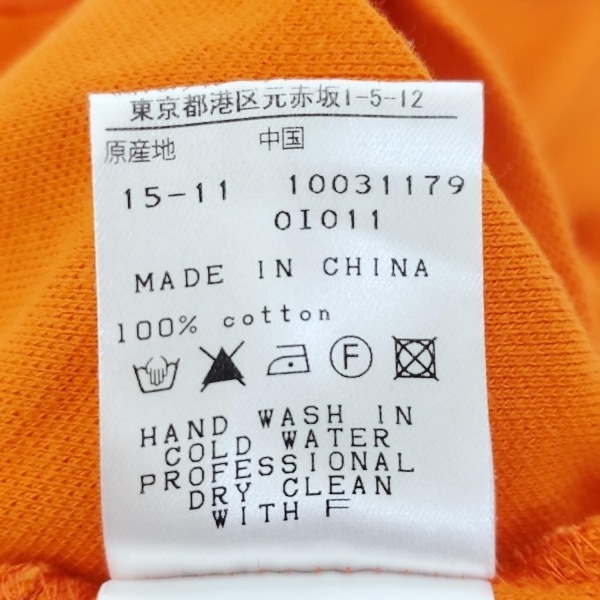 東京都港区元赤坂1-5-12
原産地 中国
15-11 10031179
OI011
MADE IN CHINA
100% cotton
F
HAND WASH IN
COLD WATER
PROFESSIONAL
DRY CLEAN
WITH F